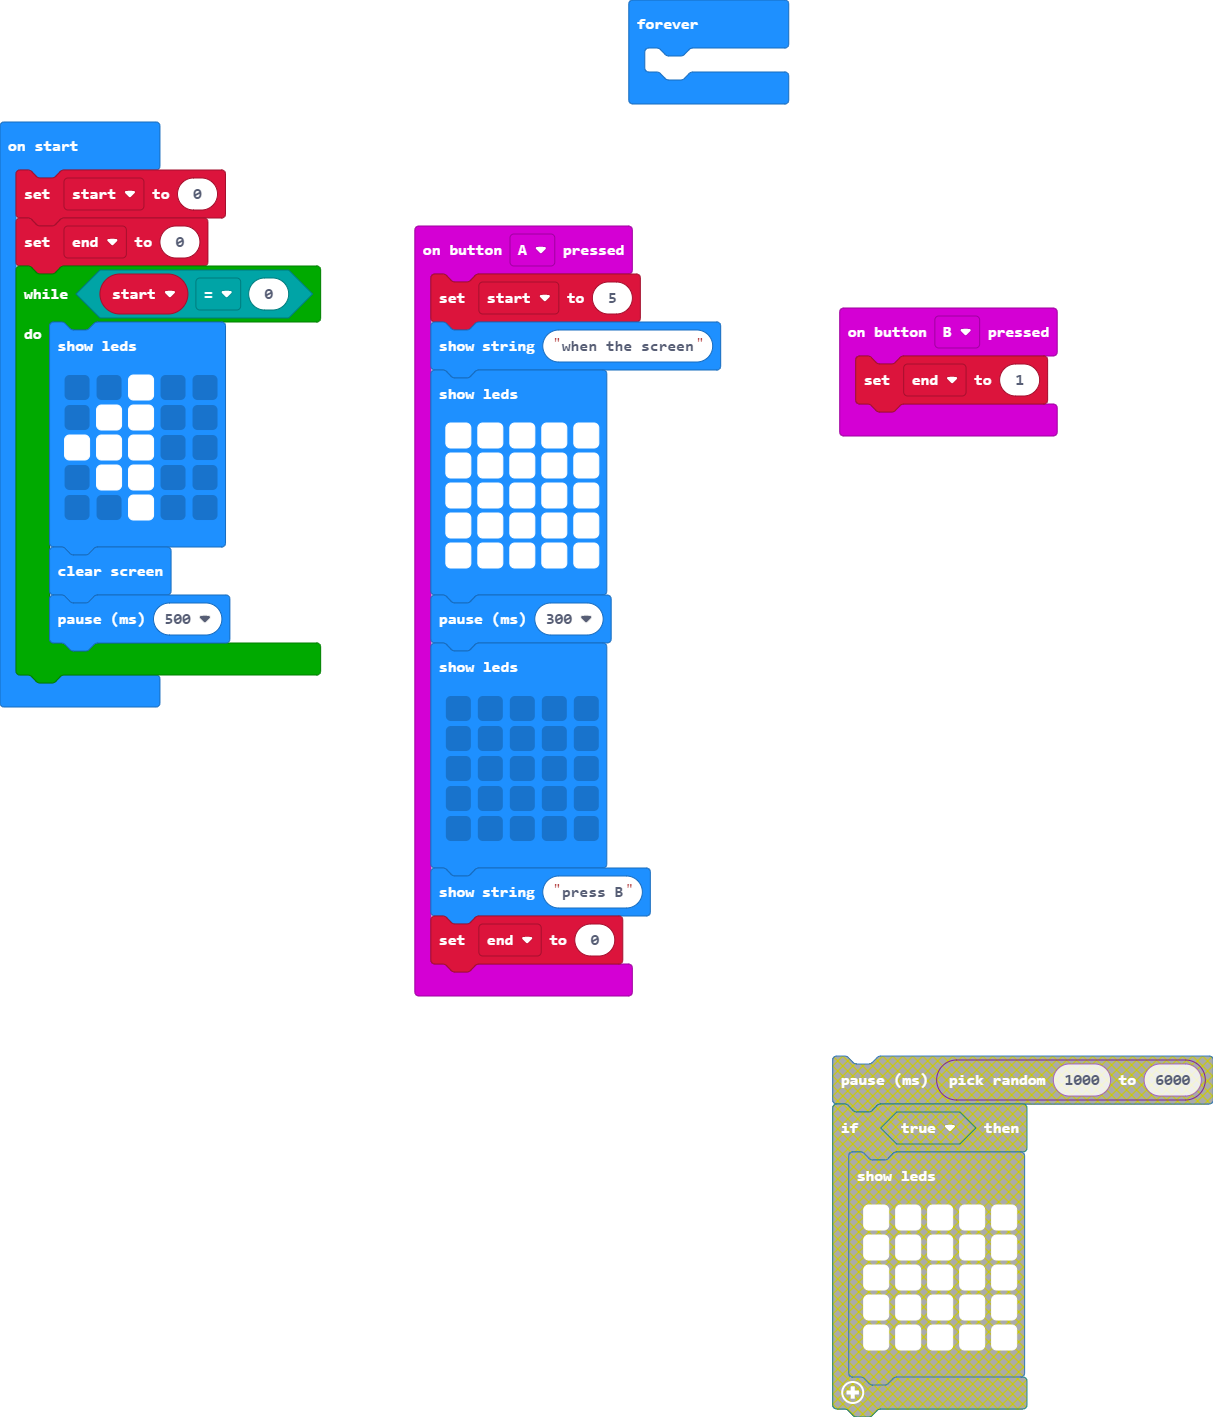 forever
on start
set start to 0
set end to 0
while start = 0
do
show leds
clear screen
pause (ms) 500
on button A pressed
set start to 5
show string "when the screen"
show leds
pause (ms) 300
show leds
show string "press B"
set end to 0
on button B pressed
set end to 1
pause (ms) pick random 1000 to 6000
if true then
show leds